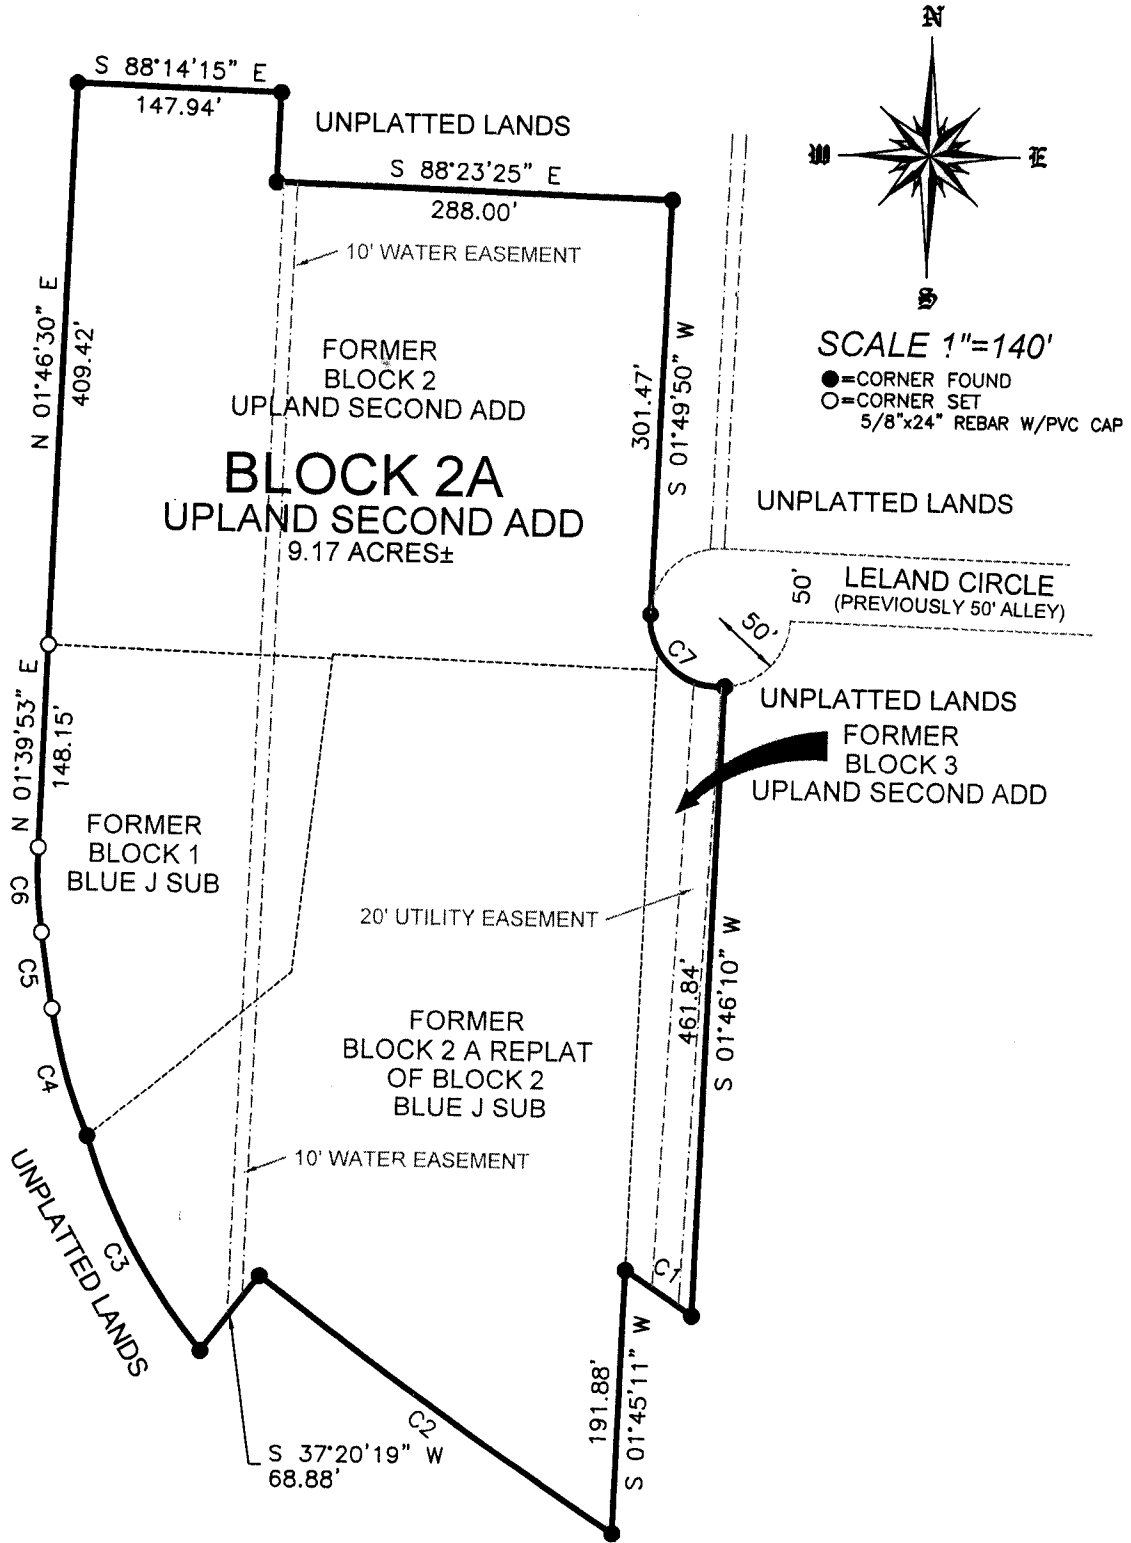 N
W
E
S
S 88°14'15" E
147.94'
UNPLATTED LANDS
S 88°23'25" E
288.00'
10' WATER EASEMENT
N 01°46'30" E
409.42'
FORMER
BLOCK 2
UPLAND SECOND ADD
301.47'
S 01°49'50" W
SCALE 1"=140'
=CORNER FOUND
=CORNER SET
5/8"x24" REBAR W/PVC CAP
BLOCK 2A
UPLAND SECOND ADD
9.17 ACRES±
UNPLATTED LANDS
50'
LELAND CIRCLE
(PREVIOUSLY 50' ALLEY)
50'
C7
N 01°39'53" E
148.15'
UNPLATTED LANDS
FORMER
BLOCK 3
UPLAND SECOND ADD
FORMER
BLOCK 1
BLUE J SUB
C6
20' UTILITY EASEMENT
C5
461.84'
S 01°46'10" W
FORMER
BLOCK 2 A REPLAT
OF BLOCK 2
BLUE J SUB
C4
10' WATER EASEMENT
UNPLATTED LANDS
C3
C1
C2
191.88'
S 01°45'11" W
S 37°20'19" W
68.88'